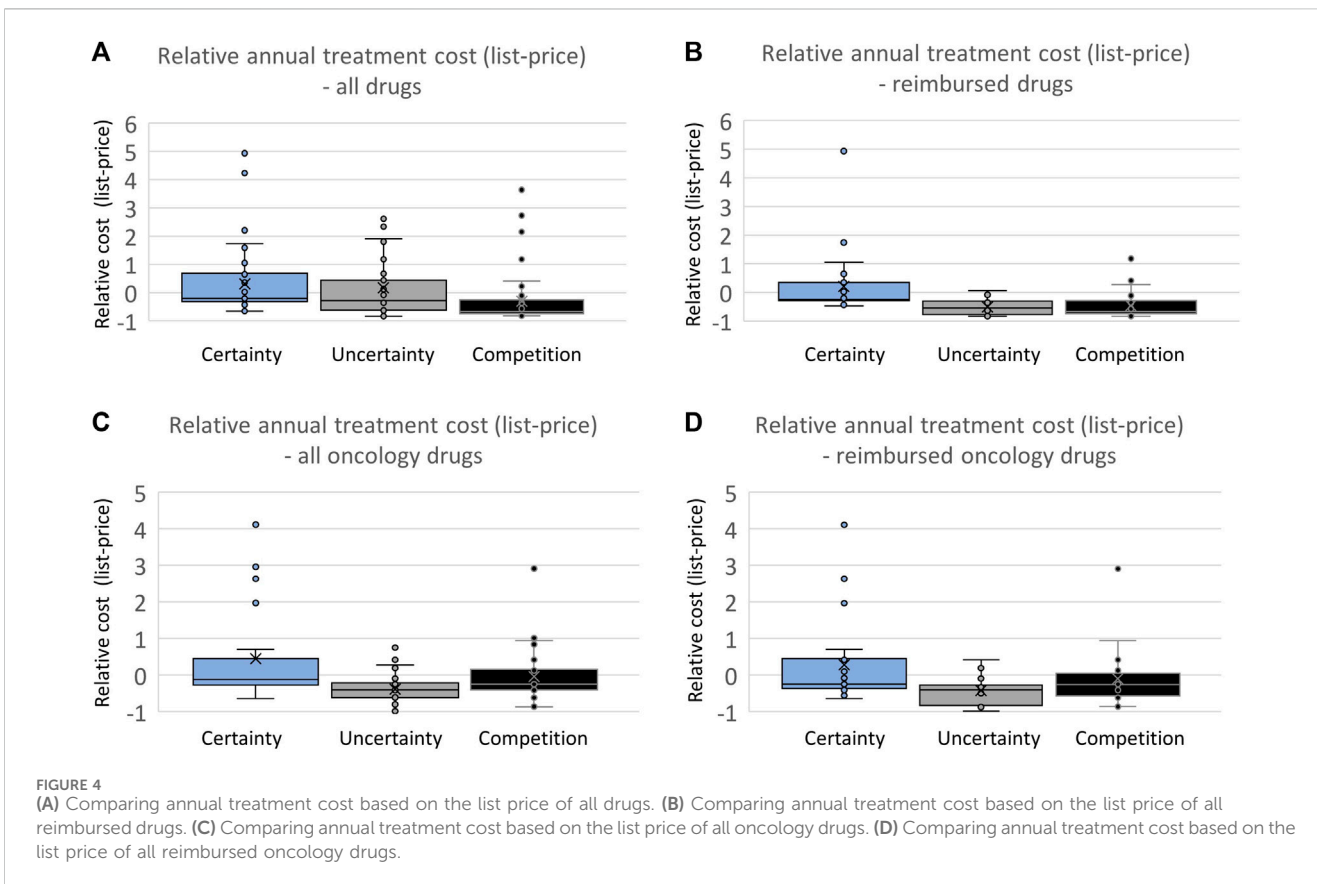 A
Relative annual treatment cost (list-price)
- all drugs
Relative cost (list-price)
6
5
4
3
2
1
0
-1
Certainty
Uncertainty
Competition
B
Relative annual treatment cost (list-price)
- reimbursed drugs
Relative cost (list-price)
6
5
4
3
2
1
0
-1
Certainty
Uncertainty
Competition
C
Relative annual treatment cost (list-price)
- all oncology drugs
Relative cost (list-price)
5
4
3
2
1
0
-1
Certainty
Uncertainty
Competition
D
Relative annual treatment cost (list-price)
- reimbursed oncology drugs
Relative cost (list-price)
5
4
3
2
1
0
-1
Certainty
Uncertainty
Competition
FIGURE 4
(A) Comparing annual treatment cost based on the list price of all drugs. (B) Comparing annual treatment cost based on the list price of all
reimbursed drugs. (C) Comparing annual treatment cost based on the list price of all oncology drugs. (D) Comparing annual treatment cost based on the
list price of all reimbursed oncology drugs.